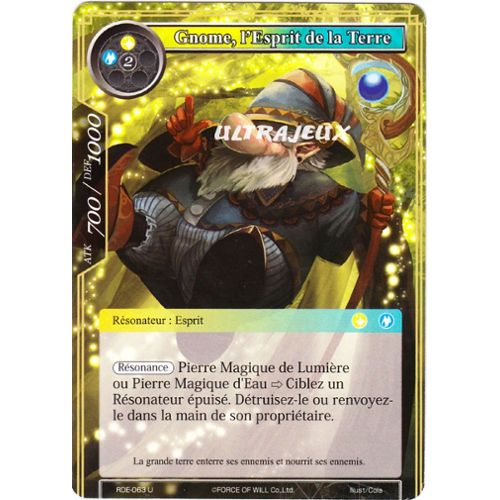 Gnome, l'Esprit de la Terre
2
ULTRAJEUX
ATK 700 / DEF 1000
Résonateur : Esprit
Résonance Pierre Magique de Lumière
ou Pierre Magique d'Eau ⇨ Ciblez un
Résonateur épuisé. Détruisez-le ou renvoyez-
le dans la main de son propriétaire.
La grande terre enterre ses ennemis et nourrit ses ennemis.
RDE-063 U ©FORCE OF WILL Co.,Ltd. Nust/Cola